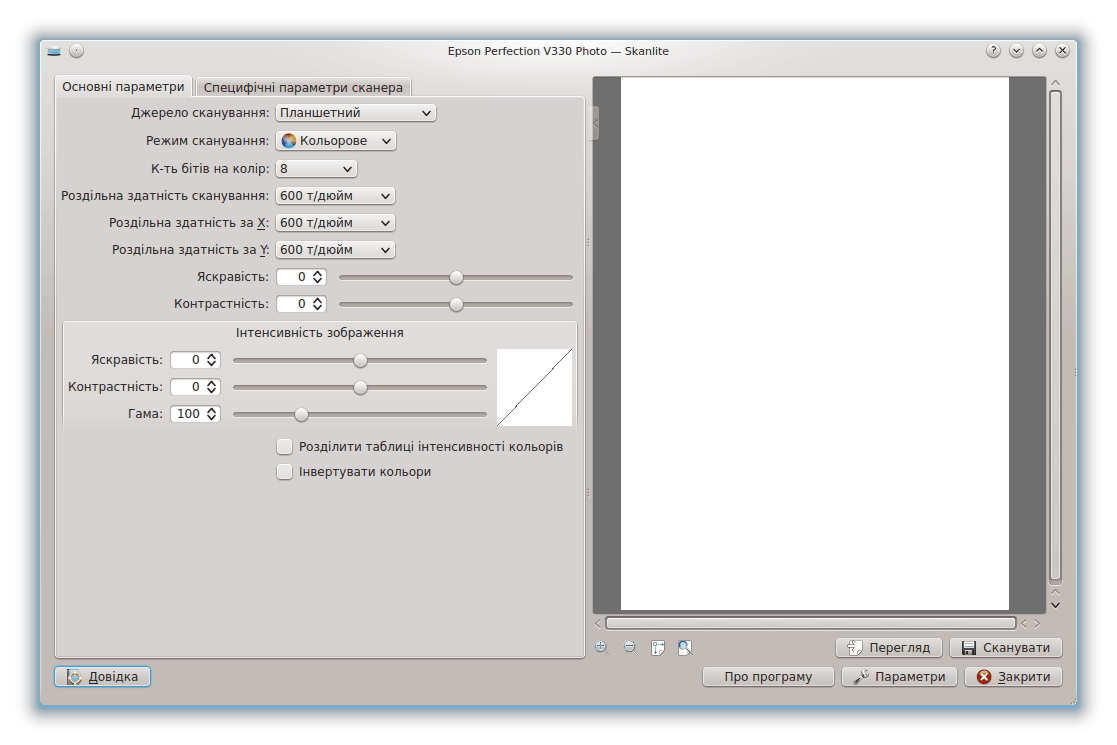 Epson Perfection V330 Photo — Skanlite
Основні параметри
Специфічні параметри сканера
Джерело сканування: Планшетний
Режим сканування: Кольорове
К-ть бітів на колір: 8
Роздільна здатність сканування: 600 т/дюйм
Роздільна здатність за X: 600 т/дюйм
Роздільна здатність за Y: 600 т/дюйм
Яскравість: 0
Контрастність: 0
Інтенсивність зображення
Яскравість: 0
Контрастність: 0
Гама: 100
Розділити таблиці інтенсивності кольорів
Інвертувати кольори
Перегляд
Сканувати
Довідка
Про програму
Параметри
Закрити